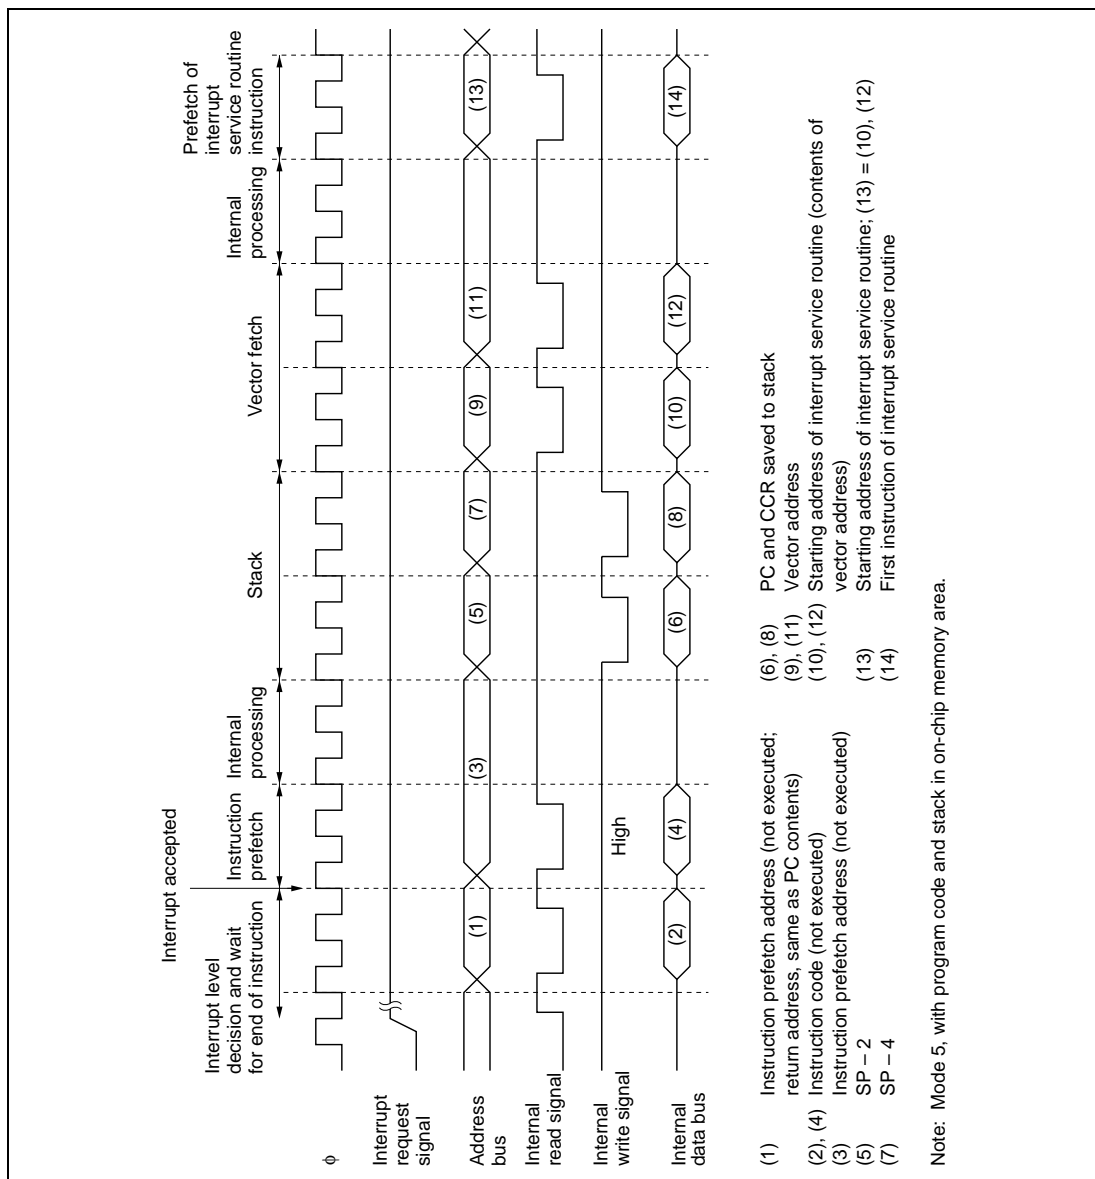 Interrupt accepted
Interrupt level
decision and wait
for end of instruction
Instruction
prefetch
Internal
processing
Stack
Vector fetch
Internal
processing
Prefetch of
interrupt
service routine
instruction
φ
Interrupt
request
signal
Address
bus
(1)
(3)
(5)
(7)
(9)
(11)
(13)
Internal
read signal
Internal
write signal
High
Internal
data bus
(2)
(4)
(6)
(8)
(10)
(12)
(14)
(1) Instruction prefetch address (not executed;
return address, same as PC contents)
(2), (4) Instruction code (not executed)
(3) Instruction prefetch address (not executed)
(5) SP – 2
(7) SP – 4
(6), (8) PC and CCR saved to stack
(9), (11) Vector address
(10), (12) Starting address of interrupt service routine (contents of
vector address)
(13) Starting address of interrupt service routine; (13) = (10), (12)
(14) First instruction of interrupt service routine
Note: Mode 5, with program code and stack in on-chip memory area.